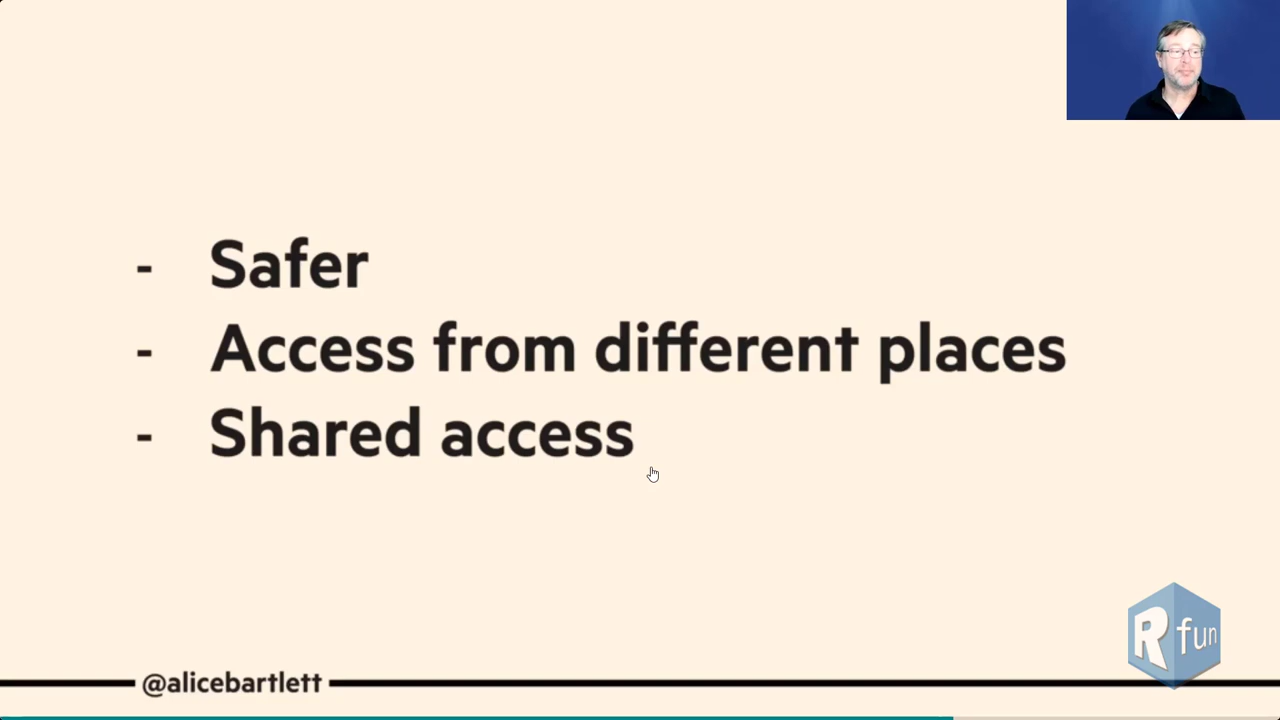 - Safer
- Access from different places
- Shared access
R fun
@alicebartlett